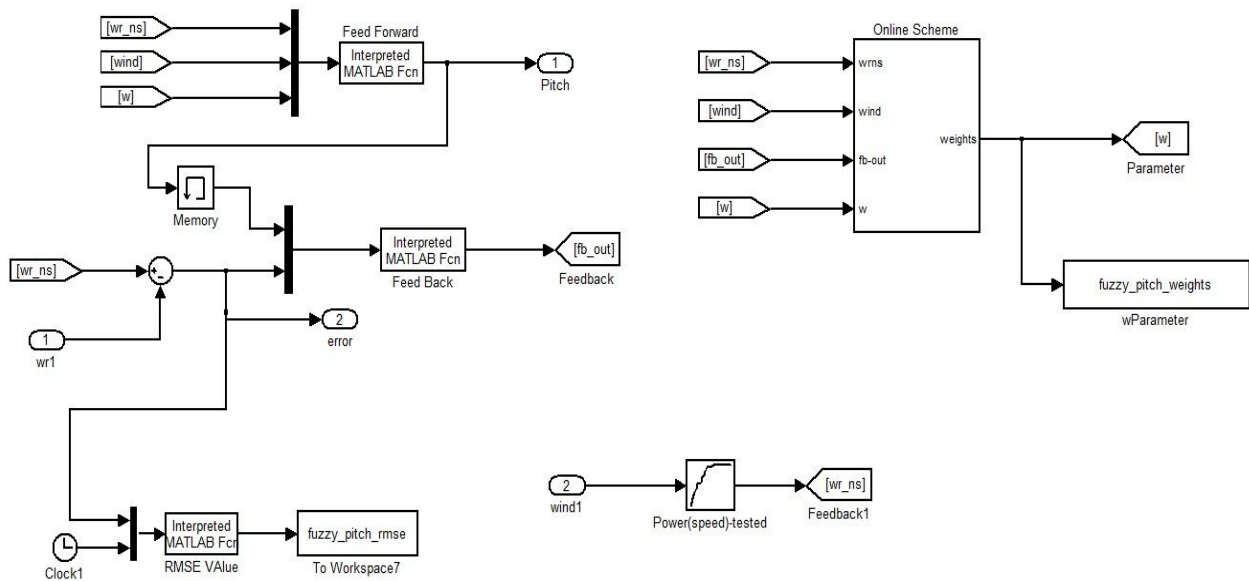 [wr_ns]
[wind]
[w]
Feed Forward
Interpreted
MATLAB Fcn
1
Pitch
Memory
[wr_ns]
+
-
1
wr1
Interpreted
MATLAB Fcn
Feed Back
[fb_out]
Feedback
2
error
Clock1
Interpreted
MATLAB Fcn
RMSE VAlue
fuzzy_pitch_rmse
To Workspace7
Online Scheme
[wr_ns]
wrns
[wind]
wind
[fb_out]
fb-out
[w]
w
weights
[w]
Parameter
fuzzy_pitch_weights
wParameter
2
wind1
Power(speed)-tested
[wr_ns]
Feedback1